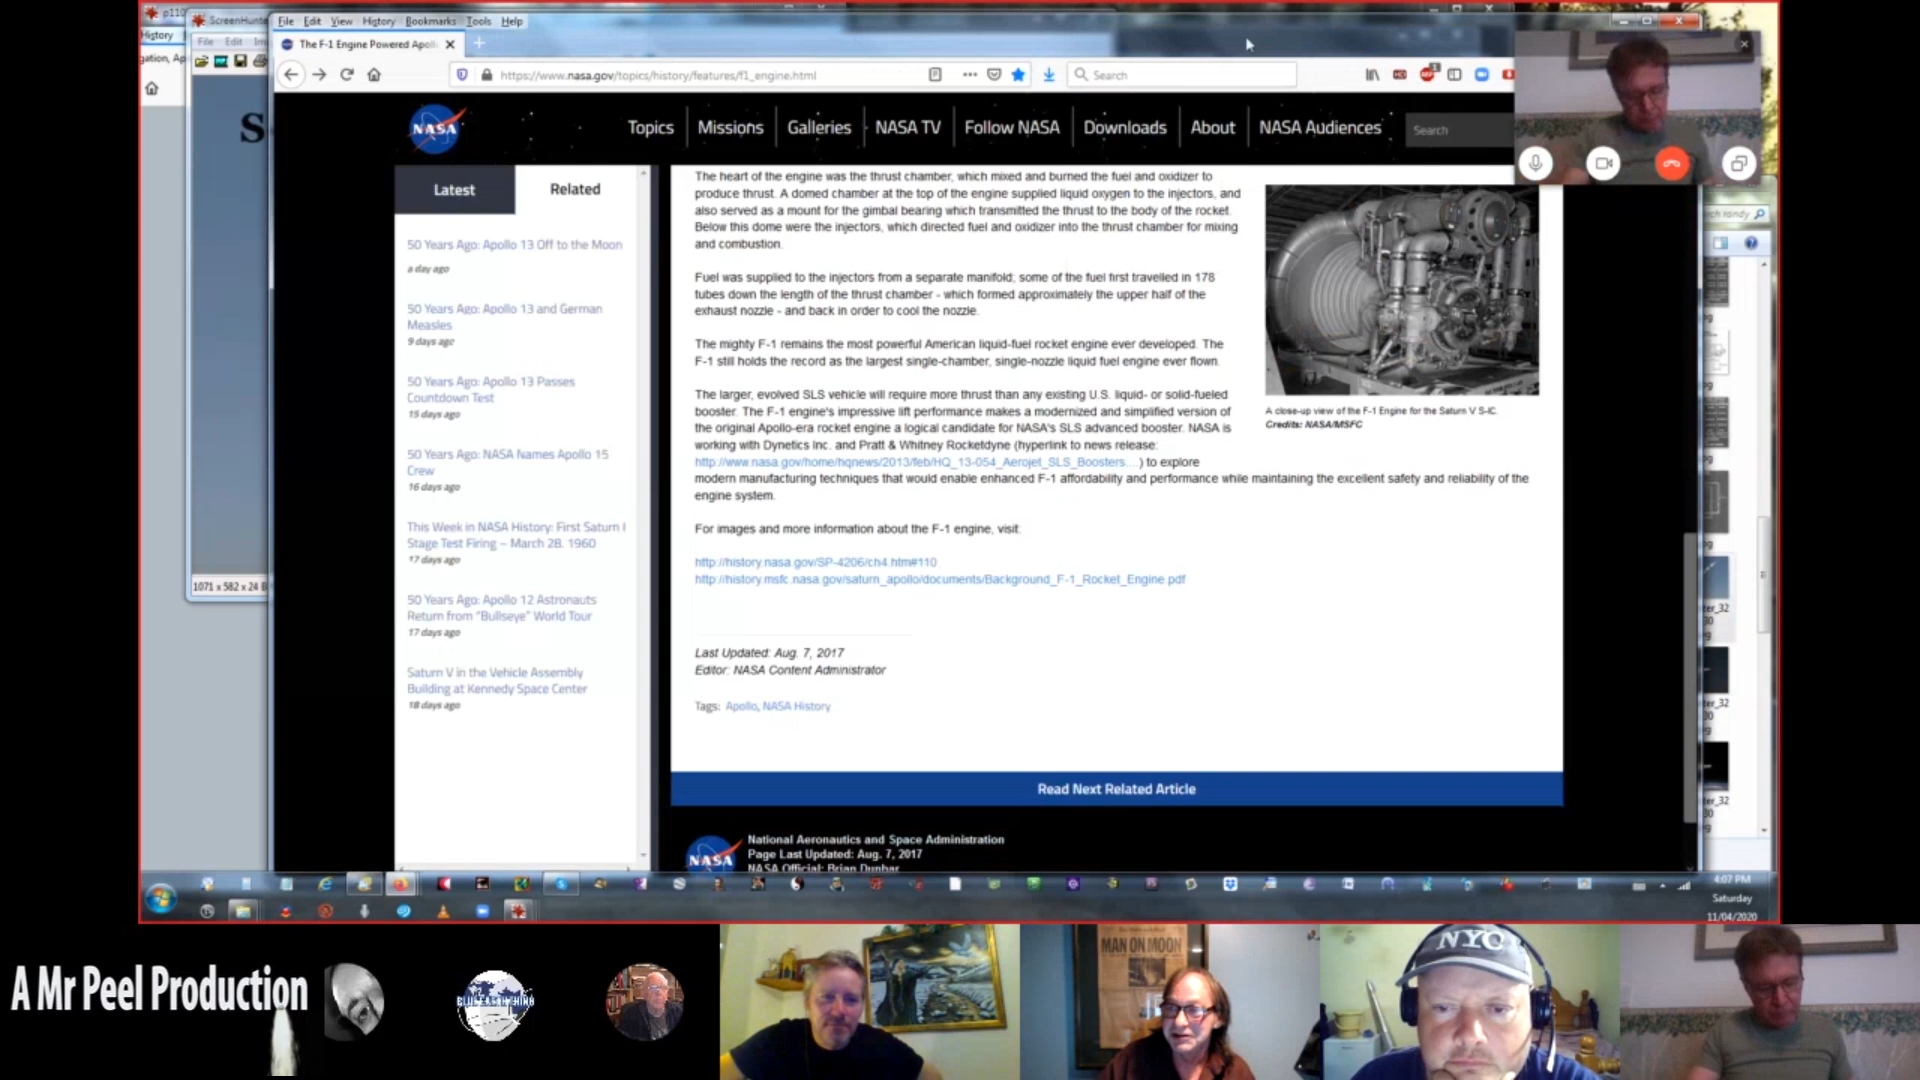 p110
ScreenHunter
File Edit View History Bookmarks Tools Help
History
File Edit
The F-1 Engine Powered Apoll
gation, Ap
https://www.nasa.gov/topics/history/features/f1_engine.html
Search
NASA
Topics
Missions
Galleries
NASA TV
Follow NASA
Downloads
About
NASA Audiences
Search
S
Latest
Related
50 Years Ago: Apollo 13 Off to the Moon
a day ago
50 Years Ago: Apollo 13 and German
Measles
9 days ago
50 Years Ago: Apollo 13 Passes
Countdown Test
15 days ago
50 Years Ago: NASA Names Apollo 15
Crew
16 days ago
This Week in NASA History: First Saturn I
Stage Test Firing – March 28, 1960
17 days ago
50 Years Ago: Apollo 12 Astronauts
Return from "Bullseye" World Tour
17 days ago
Saturn V in the Vehicle Assembly
Building at Kennedy Space Center
18 days ago
The heart of the engine was the thrust chamber, which mixed and burned the fuel and oxidizer to
produce thrust. A domed chamber at the top of the engine supplied liquid oxygen to the injectors, and
also served as a mount for the gimbal bearing which transmitted the thrust to the body of the rocket.
Below this dome were the injectors, which directed fuel and oxidizer into the thrust chamber for mixing
and combustion.
Fuel was supplied to the injectors from a separate manifold; some of the fuel first travelled in 178
tubes down the length of the thrust chamber - which formed approximately the upper half of the
exhaust nozzle - and back in order to cool the nozzle.
The mighty F-1 remains the most powerful American liquid-fuel rocket engine ever developed. The
F-1 still holds the record as the largest single-chamber, single-nozzle liquid fuel engine ever flown.
The larger, evolved SLS vehicle will require more thrust than any existing U.S. liquid- or solid-fueled
booster. The F-1 engine's impressive lift performance makes a modernized and simplified version of
the original Apollo-era rocket engine a logical candidate for NASA's SLS advanced booster. NASA is
working with Dynetics Inc. and Pratt & Whitney Rocketdyne (hyperlink to news release:
http://www.nasa.gov/home/hqnews/2013/feb/HQ_13-054_Aerojet_SLS_Boosters....) to explore
modern manufacturing techniques that would enable enhanced F-1 affordability and performance while maintaining the excellent safety and reliability of the
engine system.
A close-up view of the F-1 Engine for the Saturn V S-IC.
Credits: NASA/MSFC
For images and more information about the F-1 engine, visit:
http://history.nasa.gov/SP-4206/ch4.htm#110
http://history.msfc.nasa.gov/saturn_apollo/documents/Background_F-1_Rocket_Engine.pdf
Last Updated: Aug. 7, 2017
Editor: NASA Content Administrator
Tags: Apollo, NASA History
Read Next Related Article
NASA
National Aeronautics and Space Administration
Page Last Updated: Aug. 7, 2017
NASA Official: Brian Dunbar
1071 x 582 x 24 B
4:07 PM
Saturday
11/04/2020
A Mr Peel Production
MAN ON MOON
NYC